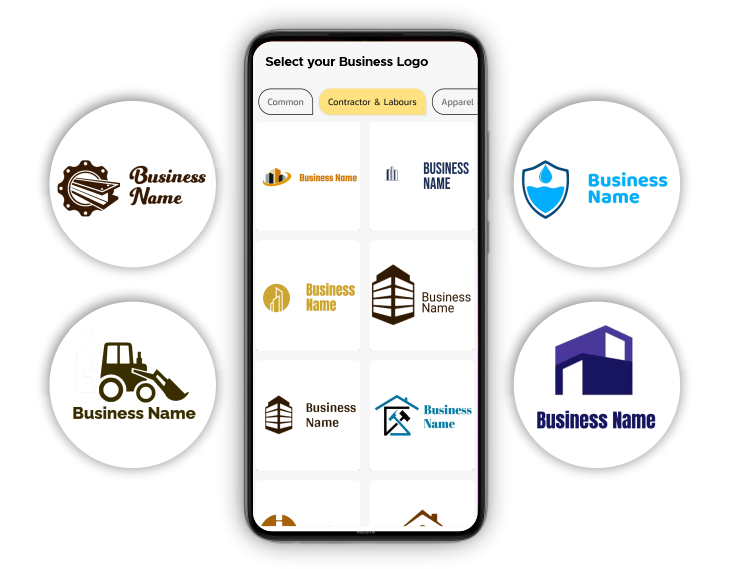 Select your Business Logo
Common
Contractor & Labours
Apparel
Business
Name
Business Name
BUSINESS
NAME
Business
Name
Business
Name
Business
Name
Business Name
Business
Name
Business
Name
Business Name